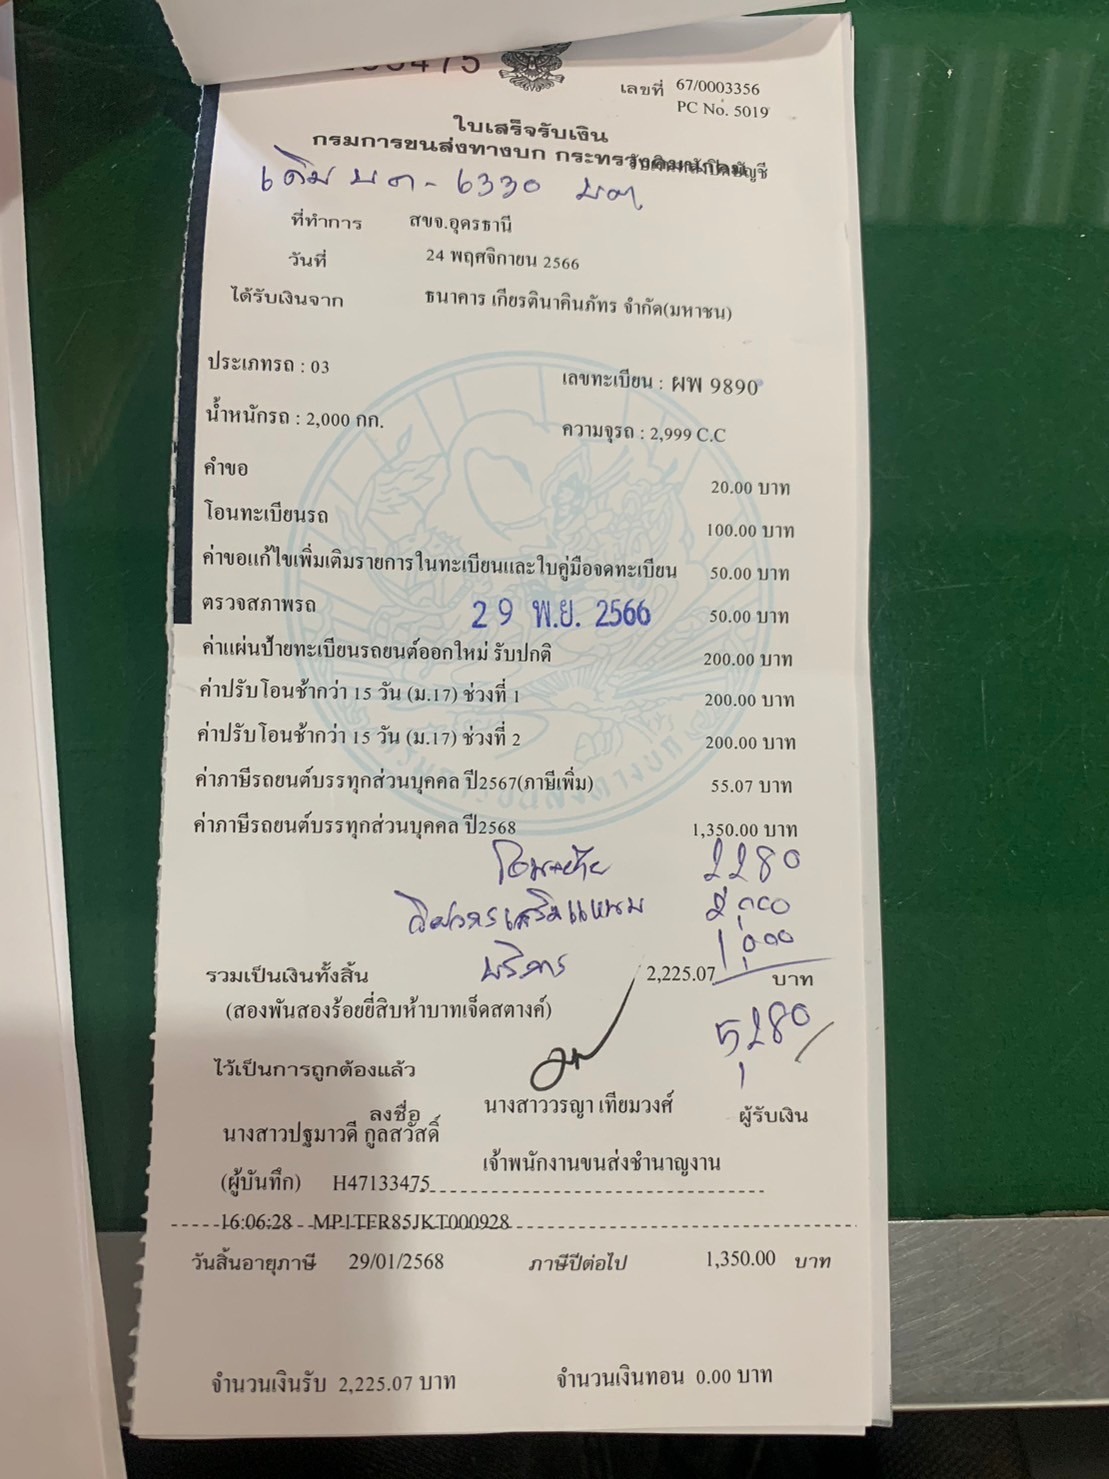 เลขที่ 67/0003356
PC No. 5019
ใบเสร็จรับเงิน
กรมการขนส่งทางบก กระทรวงคมนาคม
เดิม บต - 6330 
ที่ทำการ สขจ.อุดรธานี
วันที่ 24 พฤศจิกายน 2566
ได้รับเงินจาก ธนาคาร เกียรตินาคินภัทร จำกัด(มหาชน)
ประเภทรถ : 03 เลขทะเบียน : ผพ 9890
น้ำหนักรถ : 2,000 กก. ความจุรถ : 2,999 C.C
คำขอ 20.00 บาท
โอนทะเบียนรถ 100.00 บาท
ค่าขอแก้ไขเพิ่มเติมรายการในทะเบียนและใบคู่มือจดทะเบียน 50.00 บาท
ตรวจสภาพรถ 50.00 บาท
29 พ.ย. 2566
ค่าแผ่นป้ายทะเบียนรถยนต์ออกใหม่ รับปกติ 200.00 บาท
ค่าปรับโอนช้ากว่า 15 วัน (ม.17) ช่วงที่ 1 200.00 บาท
ค่าปรับโอนช้ากว่า 15 วัน (ม.17) ช่วงที่ 2 200.00 บาท
ค่าภาษีรถยนต์บรรทุกส่วนบุคคล ปี2567(ภาษีเพิ่ม) 55.07 บาท
ค่าภาษีรถยนต์บรรทุกส่วนบุคคล ปี2568 1,350.00 บาท
โอน+ย้าย 2280
วิศวกรเสริมแหนบ 2,000
บริการ 1,000
รวมเป็นเงินทั้งสิ้น 2,225.07 บาท
(สองพันสองร้อยยี่สิบห้าบาทเจ็ดสตางค์)
5,280
ไว้เป็นการถูกต้องแล้ว
ลงชื่อ นางสาววรญา เทียมวงศ์ ผู้รับเงิน
นางสาวปฐมาวดี กูลสวัสดิ์
เจ้าพนักงานขนส่งชำนาญงาน
(ผู้บันทึก) H47133475
16:06:28 MP1TFR85JKT000928
วันสิ้นอายุภาษี 29/01/2568 ภาษีปีต่อไป 1,350.00 บาท
จำนวนเงินรับ 2,225.07 บาท จำนวนเงินทอน 0.00 บาท